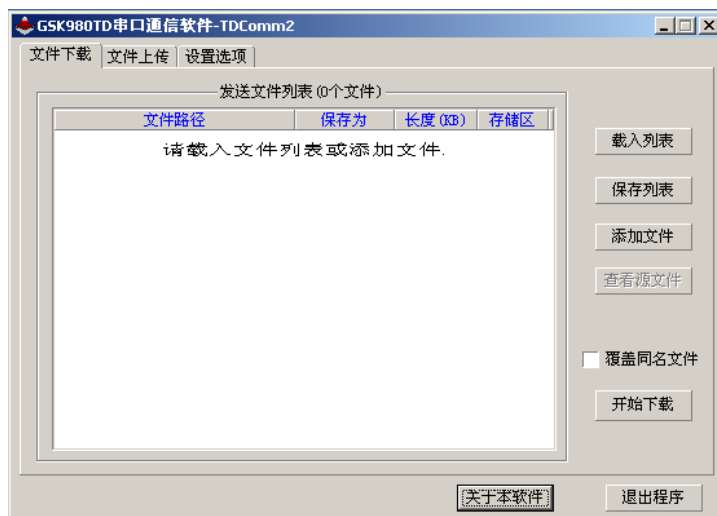 GSK980TD串口通信软件-TDComm2
文件下载 文件上传 设置选项
发送文件列表(0个文件)
文件路径 保存为 长度(KB) 存储区
请载入文件列表或添加文件.
载入列表
保存列表
添加文件
查看源文件
覆盖同名文件
开始下载
关于本软件 退出程序